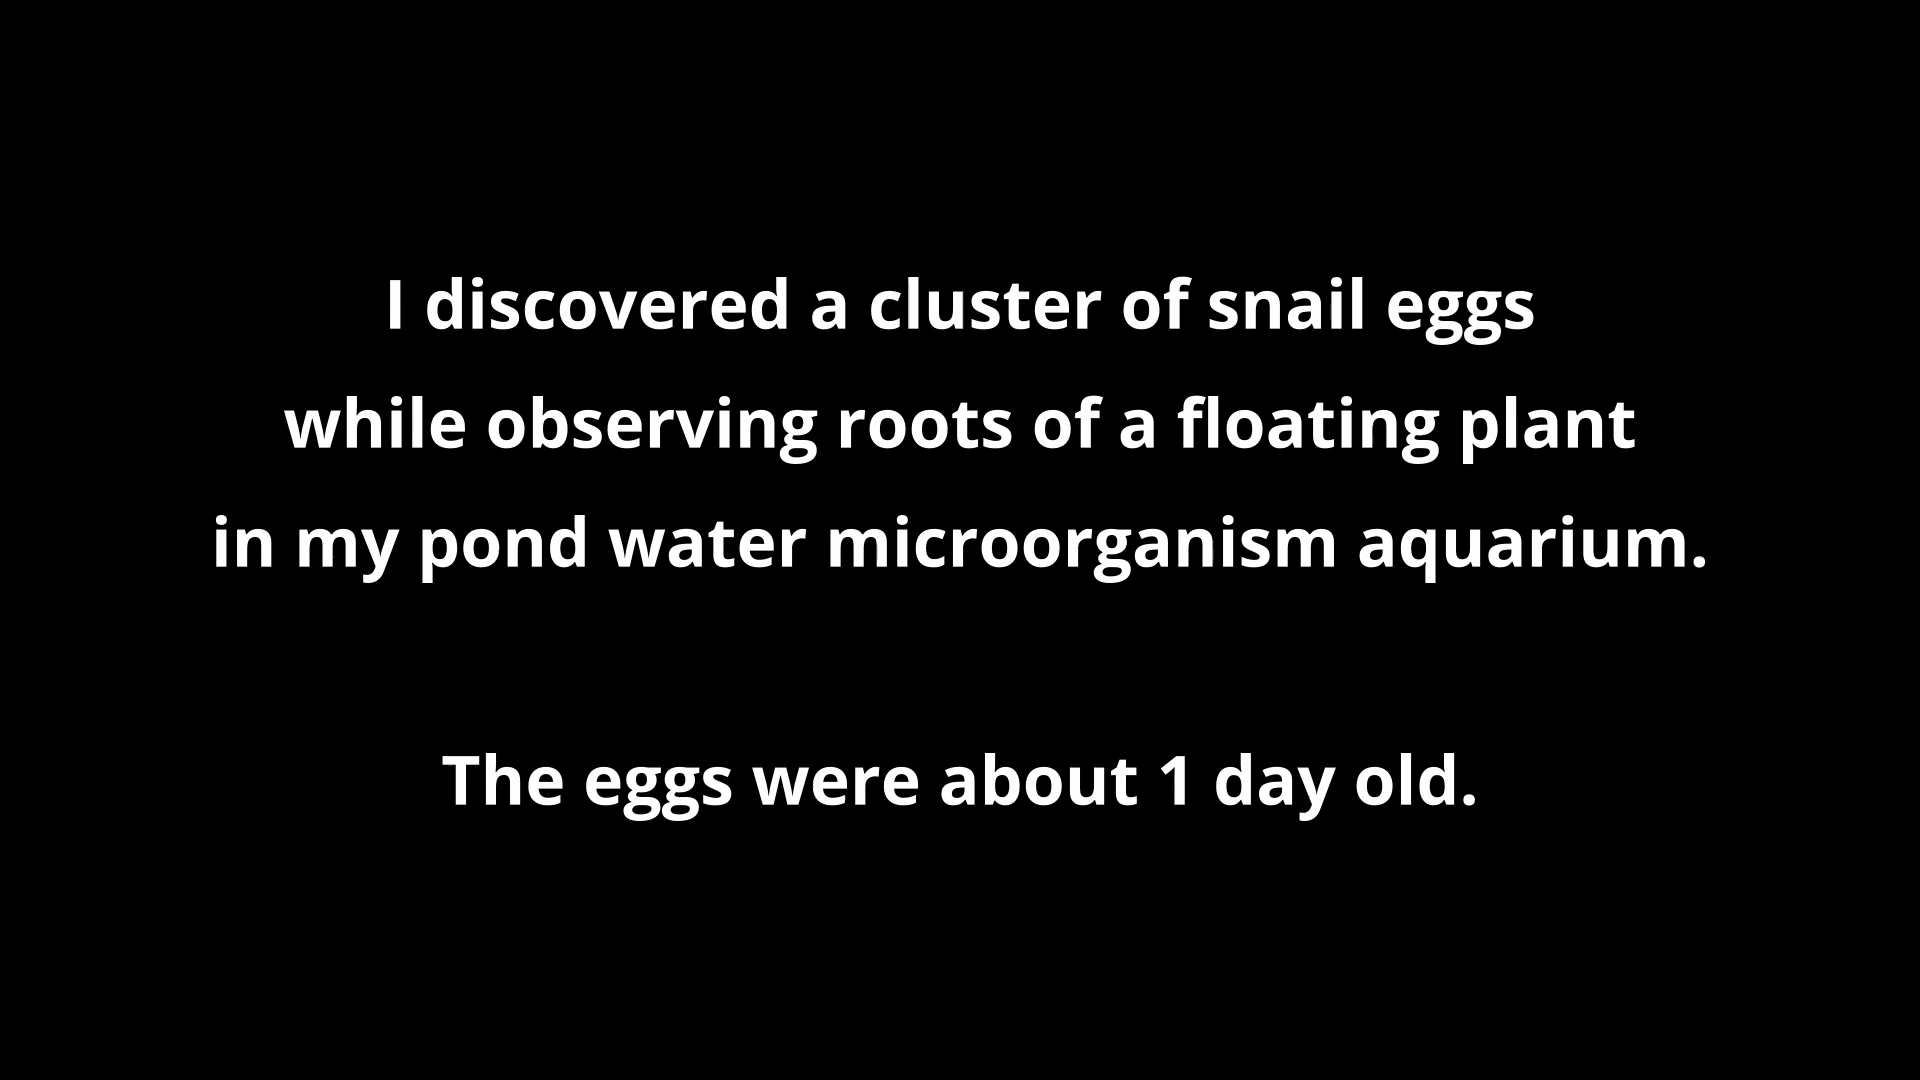 I discovered a cluster of snail eggs
while observing roots of a floating plant
in my pond water microorganism aquarium.
The eggs were about 1 day old.